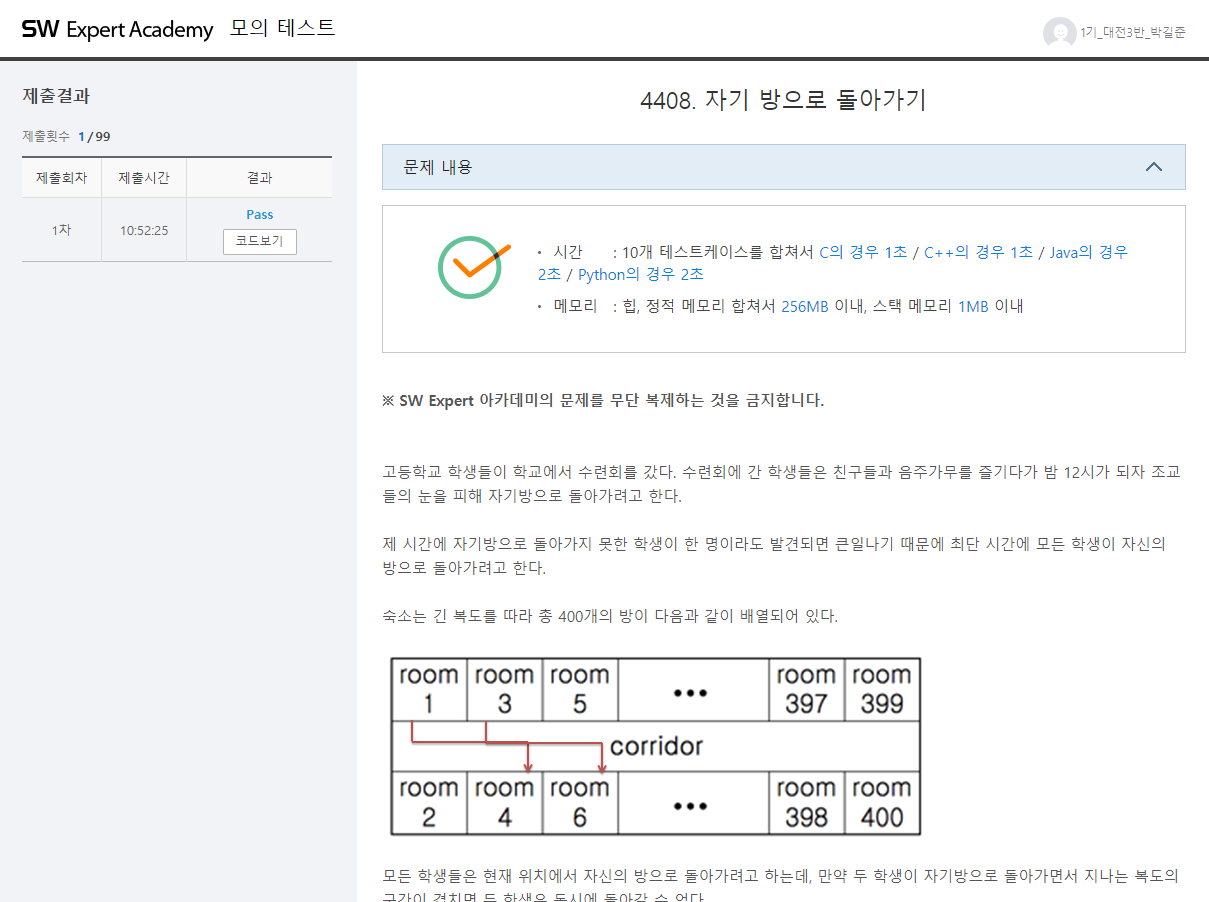 SW Expert Academy 모의 테스트
1기_대전3반_박길준
제출결과
제출횟수 1 / 99
제출회차 제출시간 결과
1차 10:52:25 Pass
코드보기
4408. 자기 방으로 돌아가기
문제 내용
· 시간 : 10개 테스트케이스를 합쳐서 C의 경우 1초 / C++의 경우 1초 / Java의 경우
2초 / Python의 경우 2초
· 메모리 : 힙, 정적 메모리 합쳐서 256MB 이내, 스택 메모리 1MB 이내
※ SW Expert 아카데미의 문제를 무단 복제하는 것을 금지합니다.
고등학교 학생들이 학교에서 수련회를 갔다. 수련회에 간 학생들은 친구들과 음주가무를 즐기다가 밤 12시가 되자 조교
들의 눈을 피해 자기방으로 돌아가려고 한다.
제 시간에 자기방으로 돌아가지 못한 학생이 한 명이라도 발견되면 큰일나기 때문에 최단 시간에 모든 학생이 자신의
방으로 돌아가려고 한다.
숙소는 긴 복도를 따라 총 400개의 방이 다음과 같이 배열되어 있다.
room room room room room
1 3 5 ••• 397 399
corridor
room room room room room
2 4 6 ••• 398 400
모든 학생들은 현재 위치에서 자신의 방으로 돌아가려고 하는데, 만약 두 학생이 자기방으로 돌아가면서 지나는 복도의
구간이 겹치면 두 학생은 동시에 돌아갈 수 없다.